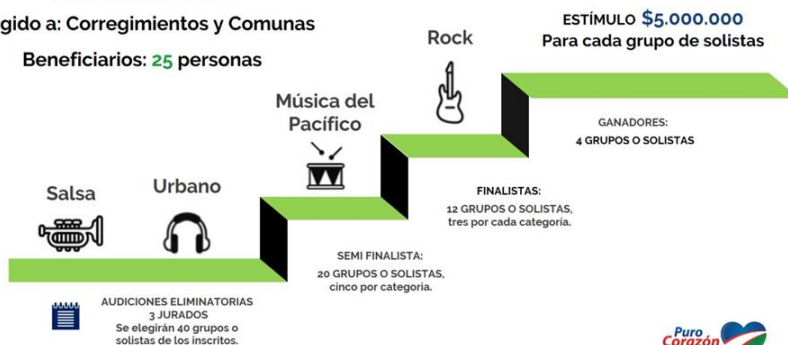 gido a: Corregimientos y Comunas
Beneficiarios: 25 personas
ESTÍMULO $5.000.000
Para cada grupo de solistas
Rock
Música del
Pacífico
Salsa
Urbano
GANADORES:
4 GRUPOS O SOLISTAS
FINALISTAS:
12 GRUPOS O SOLISTAS,
tres por cada categoría.
SEMI FINALISTA:
20 GRUPOS O SOLISTAS,
cinco por categoria.
AUDICIONES ELIMINATORIAS
3 JURADOS
Se elegirán 40 grupos o
solistas de los inscritos.
Puro
Corazón